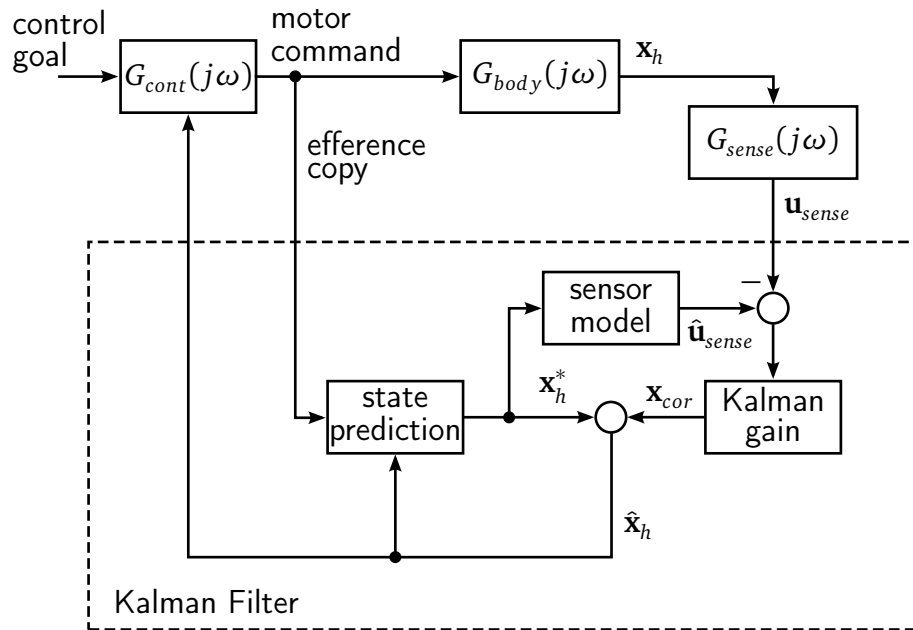 control
goal
motor
command
G_cont(jω)
G_body(jω)
𝐱_h
G_sense(jω)
efference
copy
𝐮_sense
−
sensor
model
𝐮̂_sense
state
prediction
𝐱*_h
𝐱_cor
Kalman
gain
𝐱̂_h
Kalman Filter